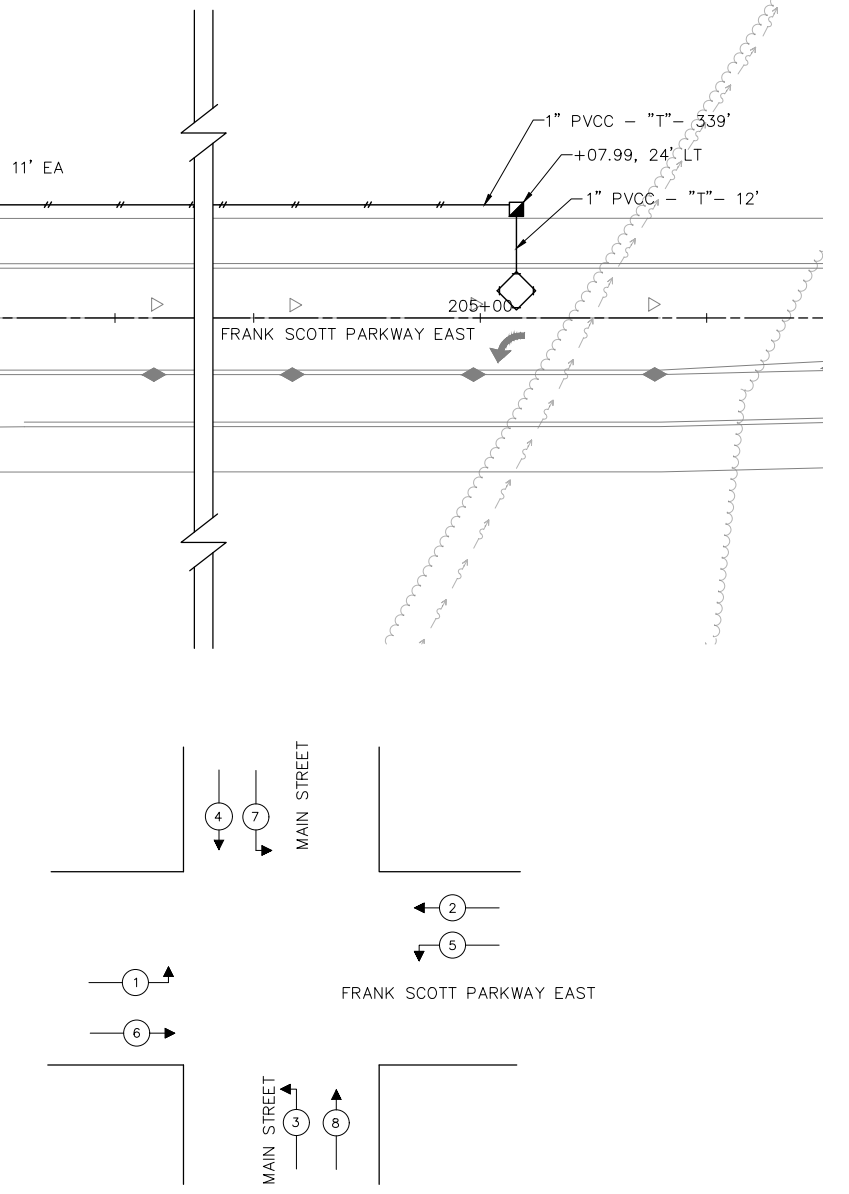 1” PVCC – ”T”– 339’
+07.99, 24’ LT
11’ EA
1” PVCC – ”T”– 12’
205+00
FRANK SCOTT PARKWAY EAST
MAIN STREET
4
7
2
5
1
FRANK SCOTT PARKWAY EAST
6
MAIN STREET
3
8